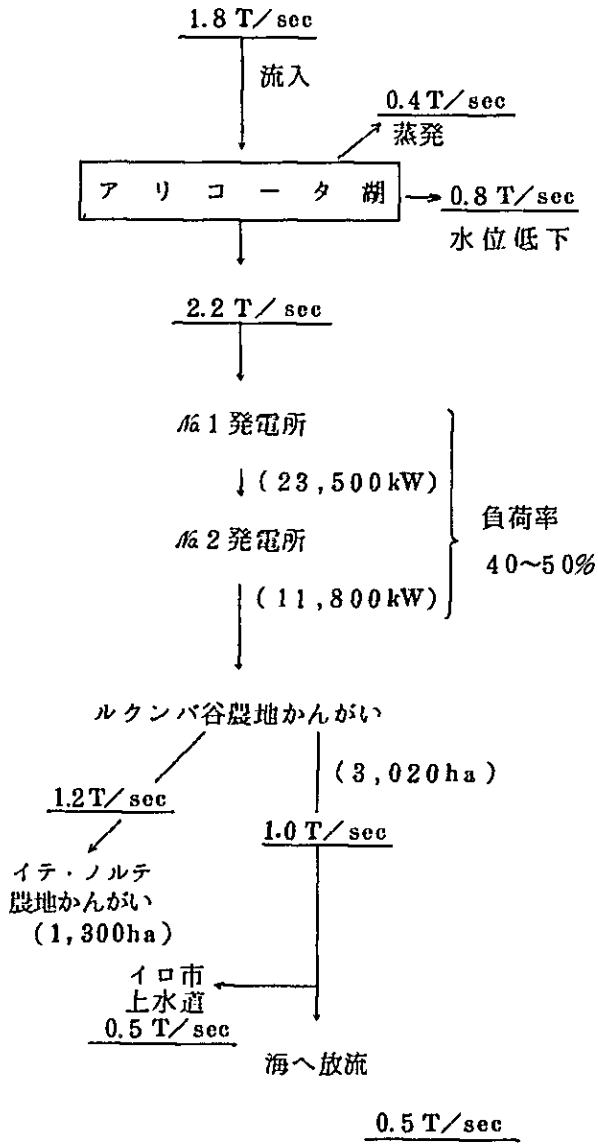 1.8 T/sec
流入
0.4 T/sec
蒸発
アリコータ湖
0.8 T/sec
水位低下
2.2 T/sec
№1発電所
(23,500kW)
№2発電所
(11,800kW)
負荷率
40~50%
ルクンバ谷農地かんがい
(3,020ha)
1.2T/sec
1.0 T/sec
イテ・ノルテ
農地かんがい
(1,300ha)
イロ市
上水道
0.5 T/sec
海へ放流
0.5 T/sec